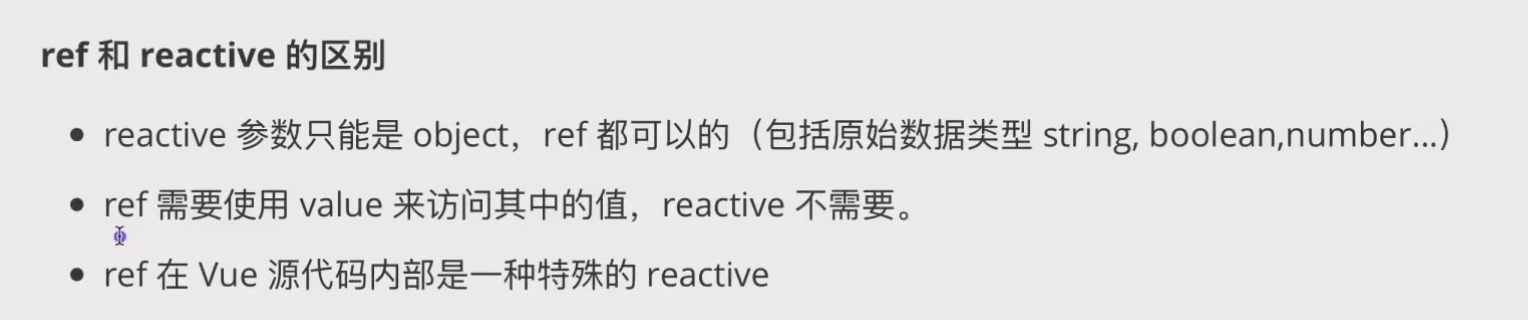 ref 和 reactive 的区别
• reactive 参数只能是 object，ref 都可以的（包括原始数据类型 string, boolean,number...）
• ref 需要使用 value 来访问其中的值，reactive 不需要。
• ref 在 Vue 源代码内部是一种特殊的 reactive